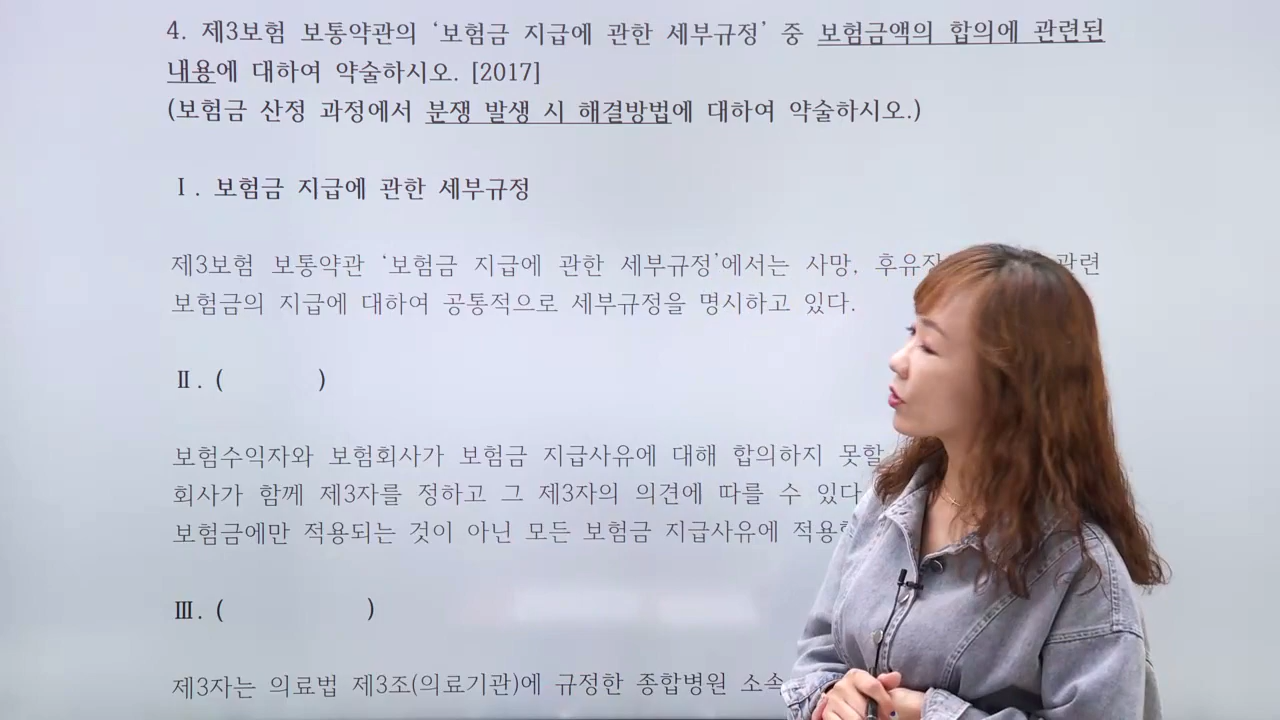 4. 제3보험 보통약관의 ‘보험금 지급에 관한 세부규정’ 중 보험금액의 합의에 관련된
내용에 대하여 약술하시오. [2017]
(보험금 산정 과정에서 분쟁 발생 시 해결방법에 대하여 약술하시오.)
Ⅰ. 보험금 지급에 관한 세부규정
제3보험 보통약관 ‘보험금 지급에 관한 세부규정’에서는 사망, 관련
보험금의 지급에 대하여 공통적으로 세부규정을 명시하고 있다.
Ⅱ. ( )
보험수익자와 보험회사가 보험금 지급사유에 대해 합의하지 못할
회사가 함께 제3자를 정하고 그 제3자의 의견에 따를 수 있다
보험금에만 적용되는 것이 아닌 모든 보험금 지급사유에
Ⅲ. ( )
제3자는 의료법 제3조(의료기관)에 규정한 종합병원 소속